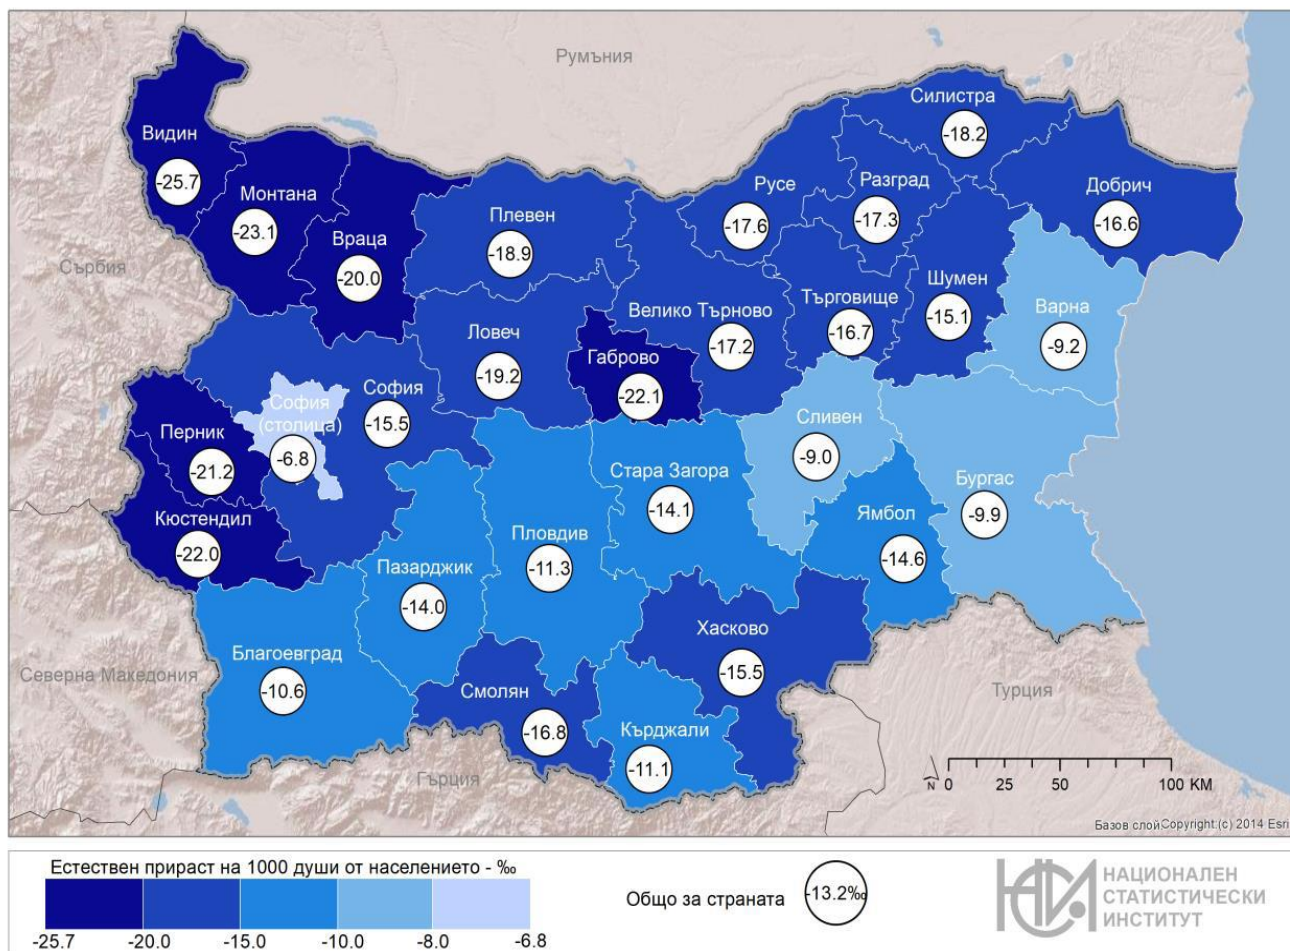 Румъния
Силистра
-18.2
Видин
-25.7
Монтана
-23.1
Враца
-20.0
Плевен
-18.9
Русе
-17.6
Разград
-17.3
Добрич
-16.6
Сърбия
Ловеч
-19.2
Велико Търново
-17.2
Търговище
-16.7
Шумен
-15.1
Варна
-9.2
Габрово
-22.1
София
(столица)
-6.8
София
-15.5
Перник
-21.2
Кюстендил
-22.0
Стара Загора
-14.1
Сливен
-9.0
Бургас
-9.9
Ямбол
-14.6
Пловдив
-11.3
Пазарджик
-14.0
Благоевград
-10.6
Северна Македония
Хасково
-15.5
Смолян
-16.8
Кърджали
-11.1
Турция
Гърция
N
0 25 50 100 KM
Базов слой Copyright:(c) 2014 Esri
Естествен прираст на 1000 души от населението - ‰
-25.7 -20.0 -15.0 -10.0 -8.0 -6.8
Общо за страната
-13.2‰
НСИ
НАЦИОНАЛЕН
СТАТИСТИЧЕСКИ
ИНСТИТУТ